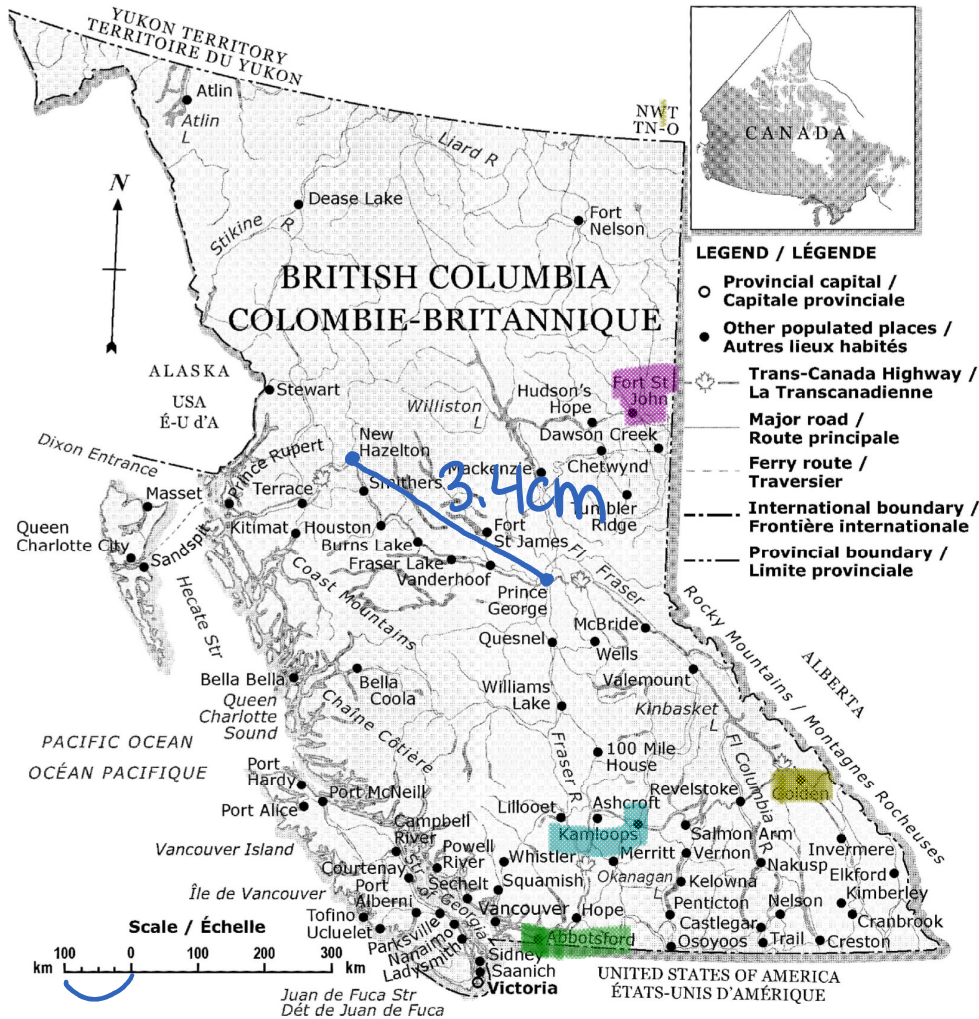 YUKON TERRITORY
TERRITOIRE DU YUKON
NWT
TN-O
CANADA
Atlin
Atlin
L
Liard R
N
Dease Lake
Stikine
R
Fort
Nelson
BRITISH COLUMBIA
COLOMBIE-BRITANNIQUE
LEGEND / LÉGENDE
Provincial capital /
Capitale provinciale
Other populated places /
Autres lieux habités
Trans-Canada Highway /
La Transcanadienne
Major road /
Route principale
Ferry route /
Traversier
International boundary /
Frontière internationale
Provincial boundary /
Limite provinciale
ALASKA
USA
É-U d'A
Stewart
Williston
L
Hudson's
Hope
Fort St
John
Dawson Creek
Chetwynd
Dixon Entrance
Prince Rupert
New
Hazelton
Mackenzie
3.4cm
Masset
Terrace
Smithers
Tumbler
Ridge
Queen
Charlotte City
Sandspit
Kitimat
Houston
Fort
St James
Burns Lake
Fraser Lake
Vanderhoof
Prince
George
Fl Fraser
Hecate Str
Coast Mountains
Rocky Mountains / Montagnes Rocheuses
ALBERTA
Quesnel
McBride
Wells
Valemount
Bella Bella
Bella
Coola
Queen
Charlotte
Sound
Chaîne Côtière
Williams
Lake
Kinbasket
L
PACIFIC OCEAN
OCÉAN PACIFIQUE
Fraser R
100 Mile
House
Fl Columbia R
Port
Hardy
Port McNeill
Port Alice
Lillooet
Ashcroft
Revelstoke
Golden
Kamloops
Campbell
River
Salmon Arm
Vancouver Island
Courtenay
Str of Georgia
Powell
River
Whistler
Merritt
Vernon
Nakusp
Invermere
Île de Vancouver
Port
Alberni
Sechelt
Squamish
Okanagan
L
Kelowna
Elkford
Kimberley
Tofino
Ucluelet
Vancouver
Hope
Penticton
Castlegar
Nelson
Cranbrook
Parksville
Nanaimo
Ladysmith
Abbotsford
Osoyoos
Trail
Creston
Sidney
Saanich
Victoria
Scale / Échelle
km 100 0 100 200 300 km
UNITED STATES OF AMERICA
ÉTATS-UNIS D'AMÉRIQUE
Juan de Fuca Str
Dét de Juan de Fuca